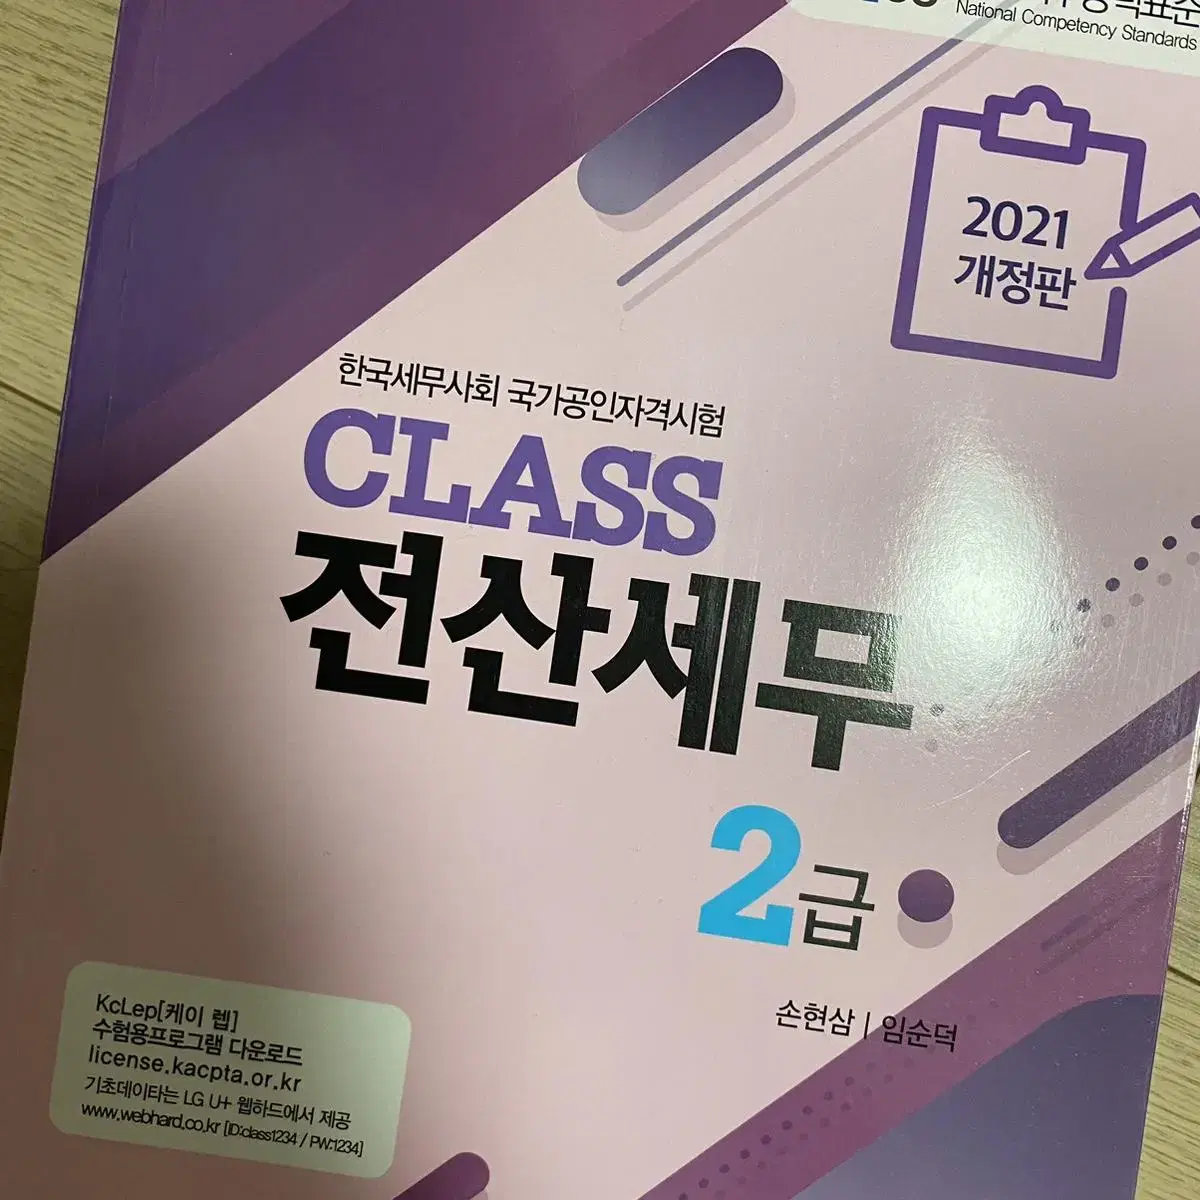 National Competency Standards
2021
개정판
한국세무사회 국가공인자격시험
CLASS
전산세무
2급
손현삼 | 임순덕
KcLep[케이 렙]
수험용프로그램 다운로드
license.kacpta.or.kr
기초데이타는 LG U+ 웹하드에서 제공
www.webhard.co.kr [ID:class1234 / PW:1234]